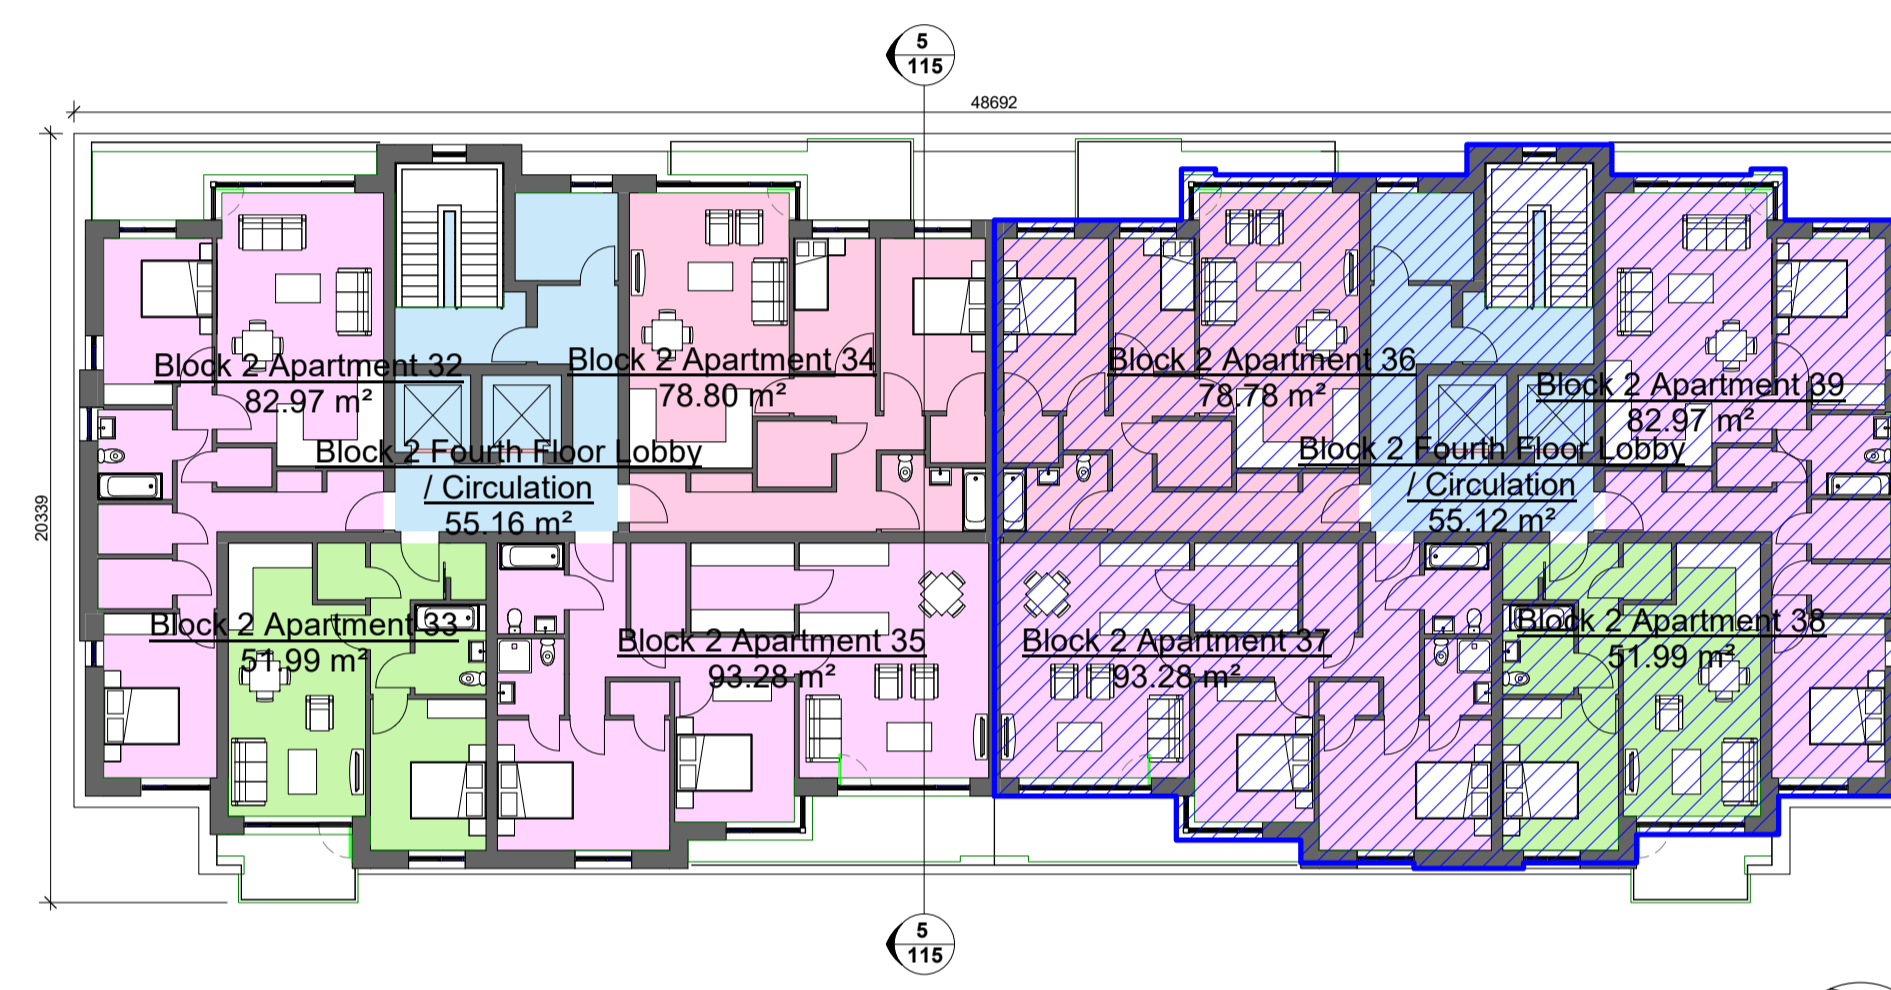 5
115
48692
20339
Block 2 Apartment 32
82.97 m²
Block 2 Apartment 34
78.80 m²
Block 2 Apartment 36
78.78 m²
Block 2 Apartment 39
82.97 m²
Block 2 Fourth Floor Lobby
/ Circulation
55.16 m²
Block 2 Fourth Floor Lobby
/ Circulation
55.12 m²
Block 2 Apartment 33
51.99 m²
Block 2 Apartment 35
93.28 m²
Block 2 Apartment 37
93.28 m²
Block 2 Apartment 38
51.99 m²
5
115